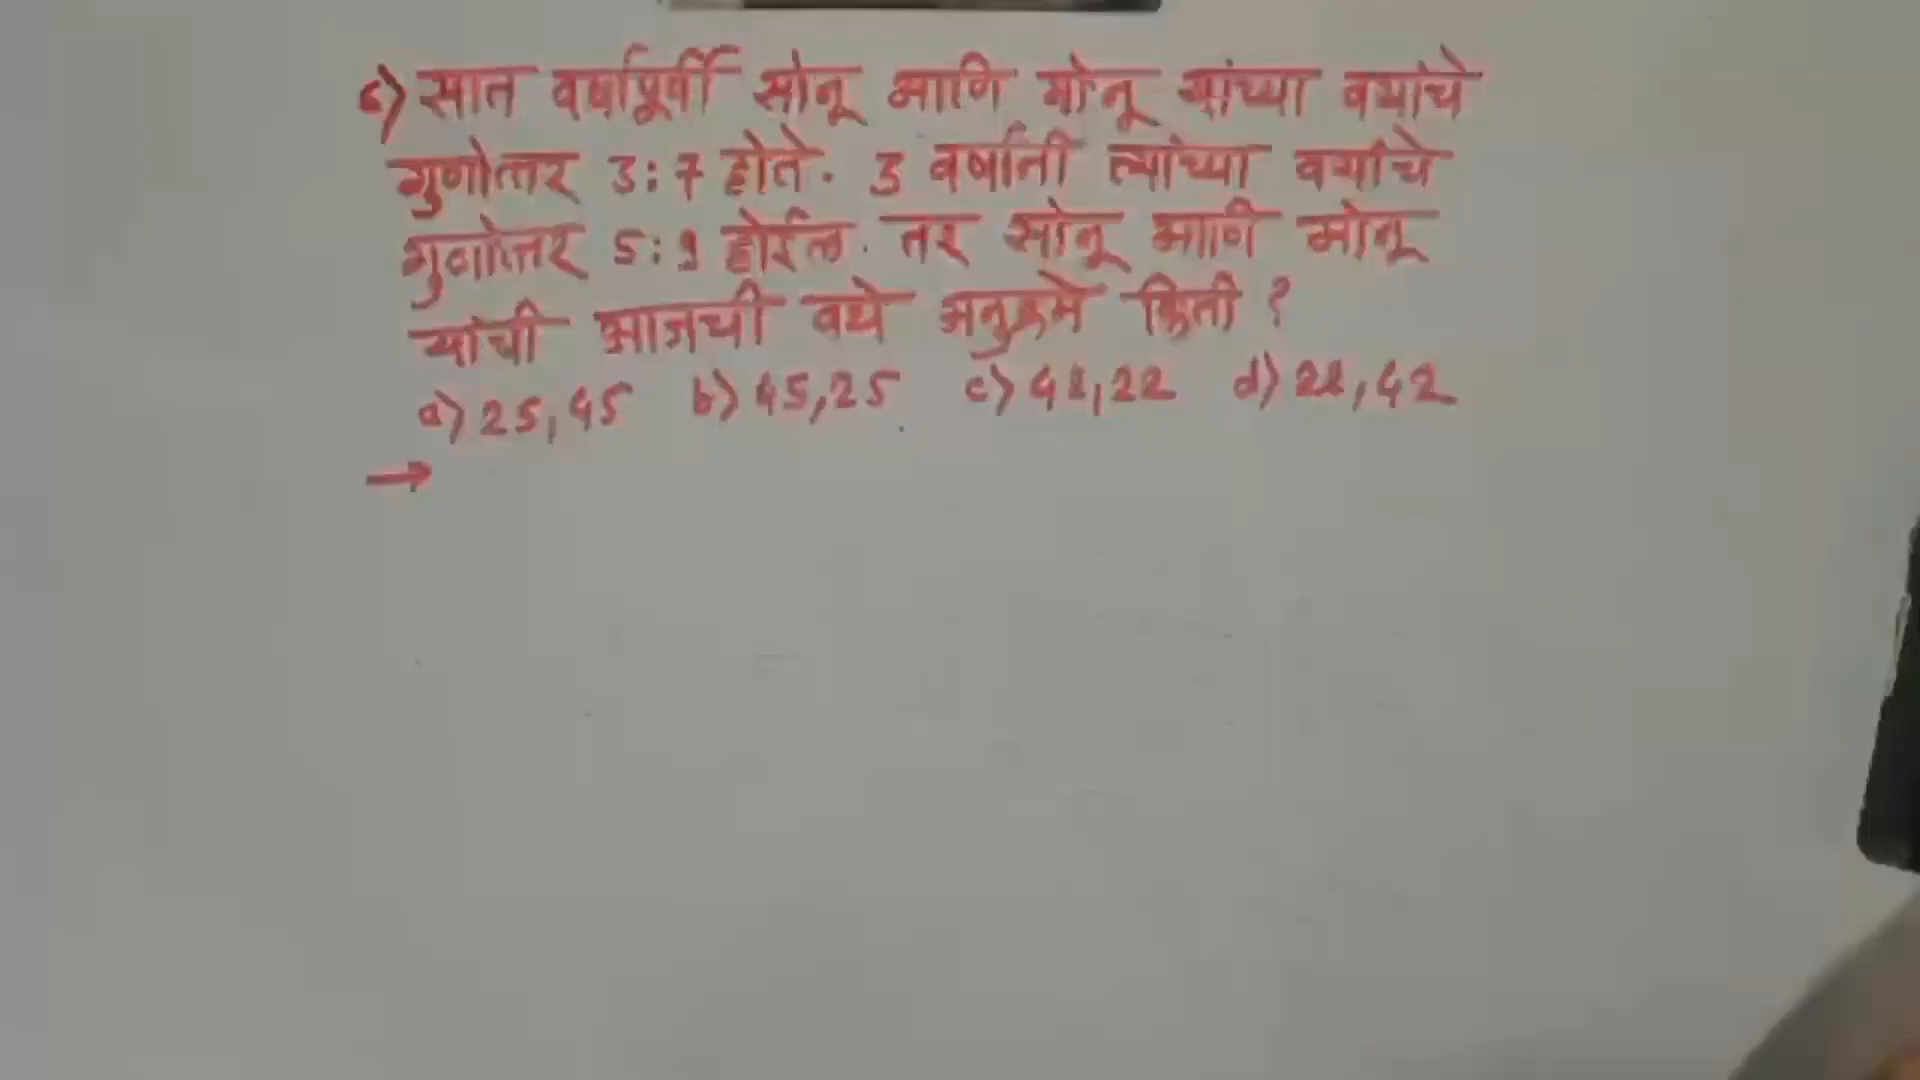 ८) सात वर्षापूर्वी सोनू आणि मोनू यांच्या वयांचे
गुणोत्तर 3:7 होते. 3 वर्षांनी त्यांच्या वयांचे
गुणोत्तर 5:9 होईल. तर सोनू आणि मोनू
यांची आजची वये अनुक्रमे किती ?
a) 25,45 b) 45,25 c) 42,22 d) 22,42
→